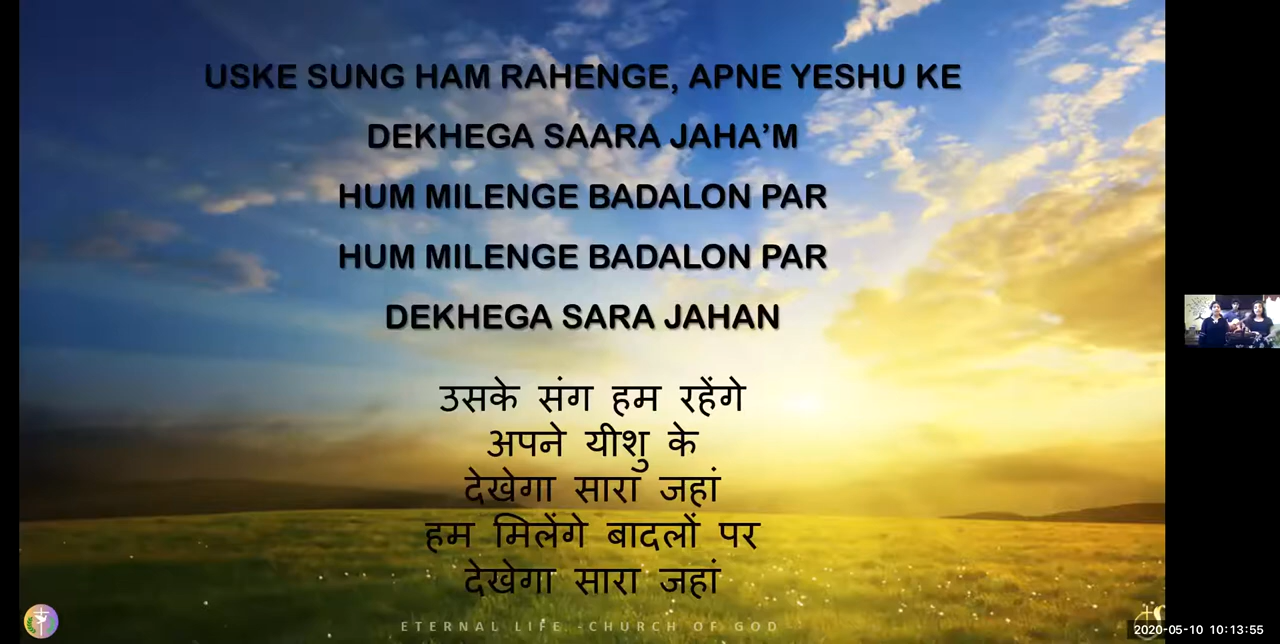 USKE SUNG HAM RAHENGE, APNE YESHU KE
DEKHEGA SAARA JAHA’M
HUM MILENGE BADALON PAR
HUM MILENGE BADALON PAR
DEKHEGA SARA JAHAN
उसके संग हम रहेंगे
अपने यीशु के
देखेगा सारा जहां
हम मिलेंगे बादलों पर
देखेगा सारा जहां
ETERNAL LIFE -CHURCH OF GOD-
2020-05-10 10:13:55